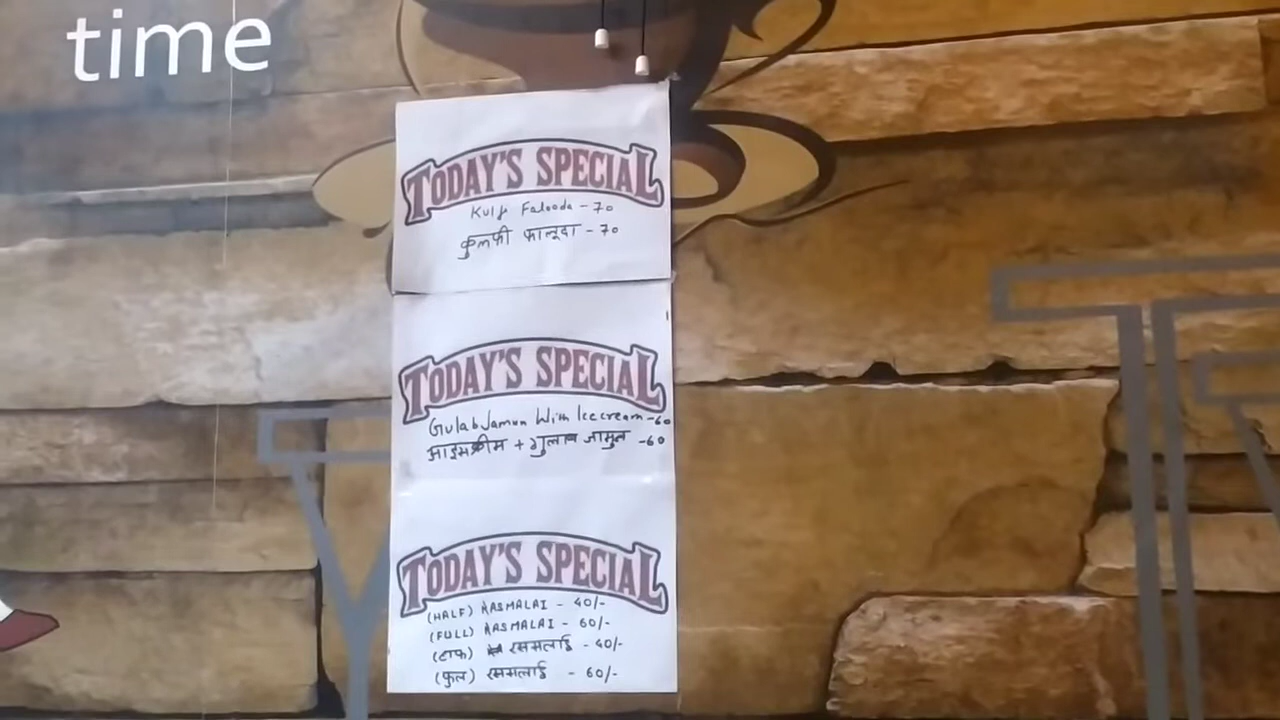 time
TODAY'S SPECIAL
Kulfi Falooda - 70
कुलफी फालूदा - 70
TODAY'S SPECIAL
Gulab Jamun With Icecream - 60
आइसक्रीम + गुलाब जामुन - 60
TODAY'S SPECIAL
(HALF) RASMALAI - 40/-
(FULL) RASMALAI - 60/-
(हाफ) रसमलाई - 40/-
(फुल) रसमलाई - 60/-